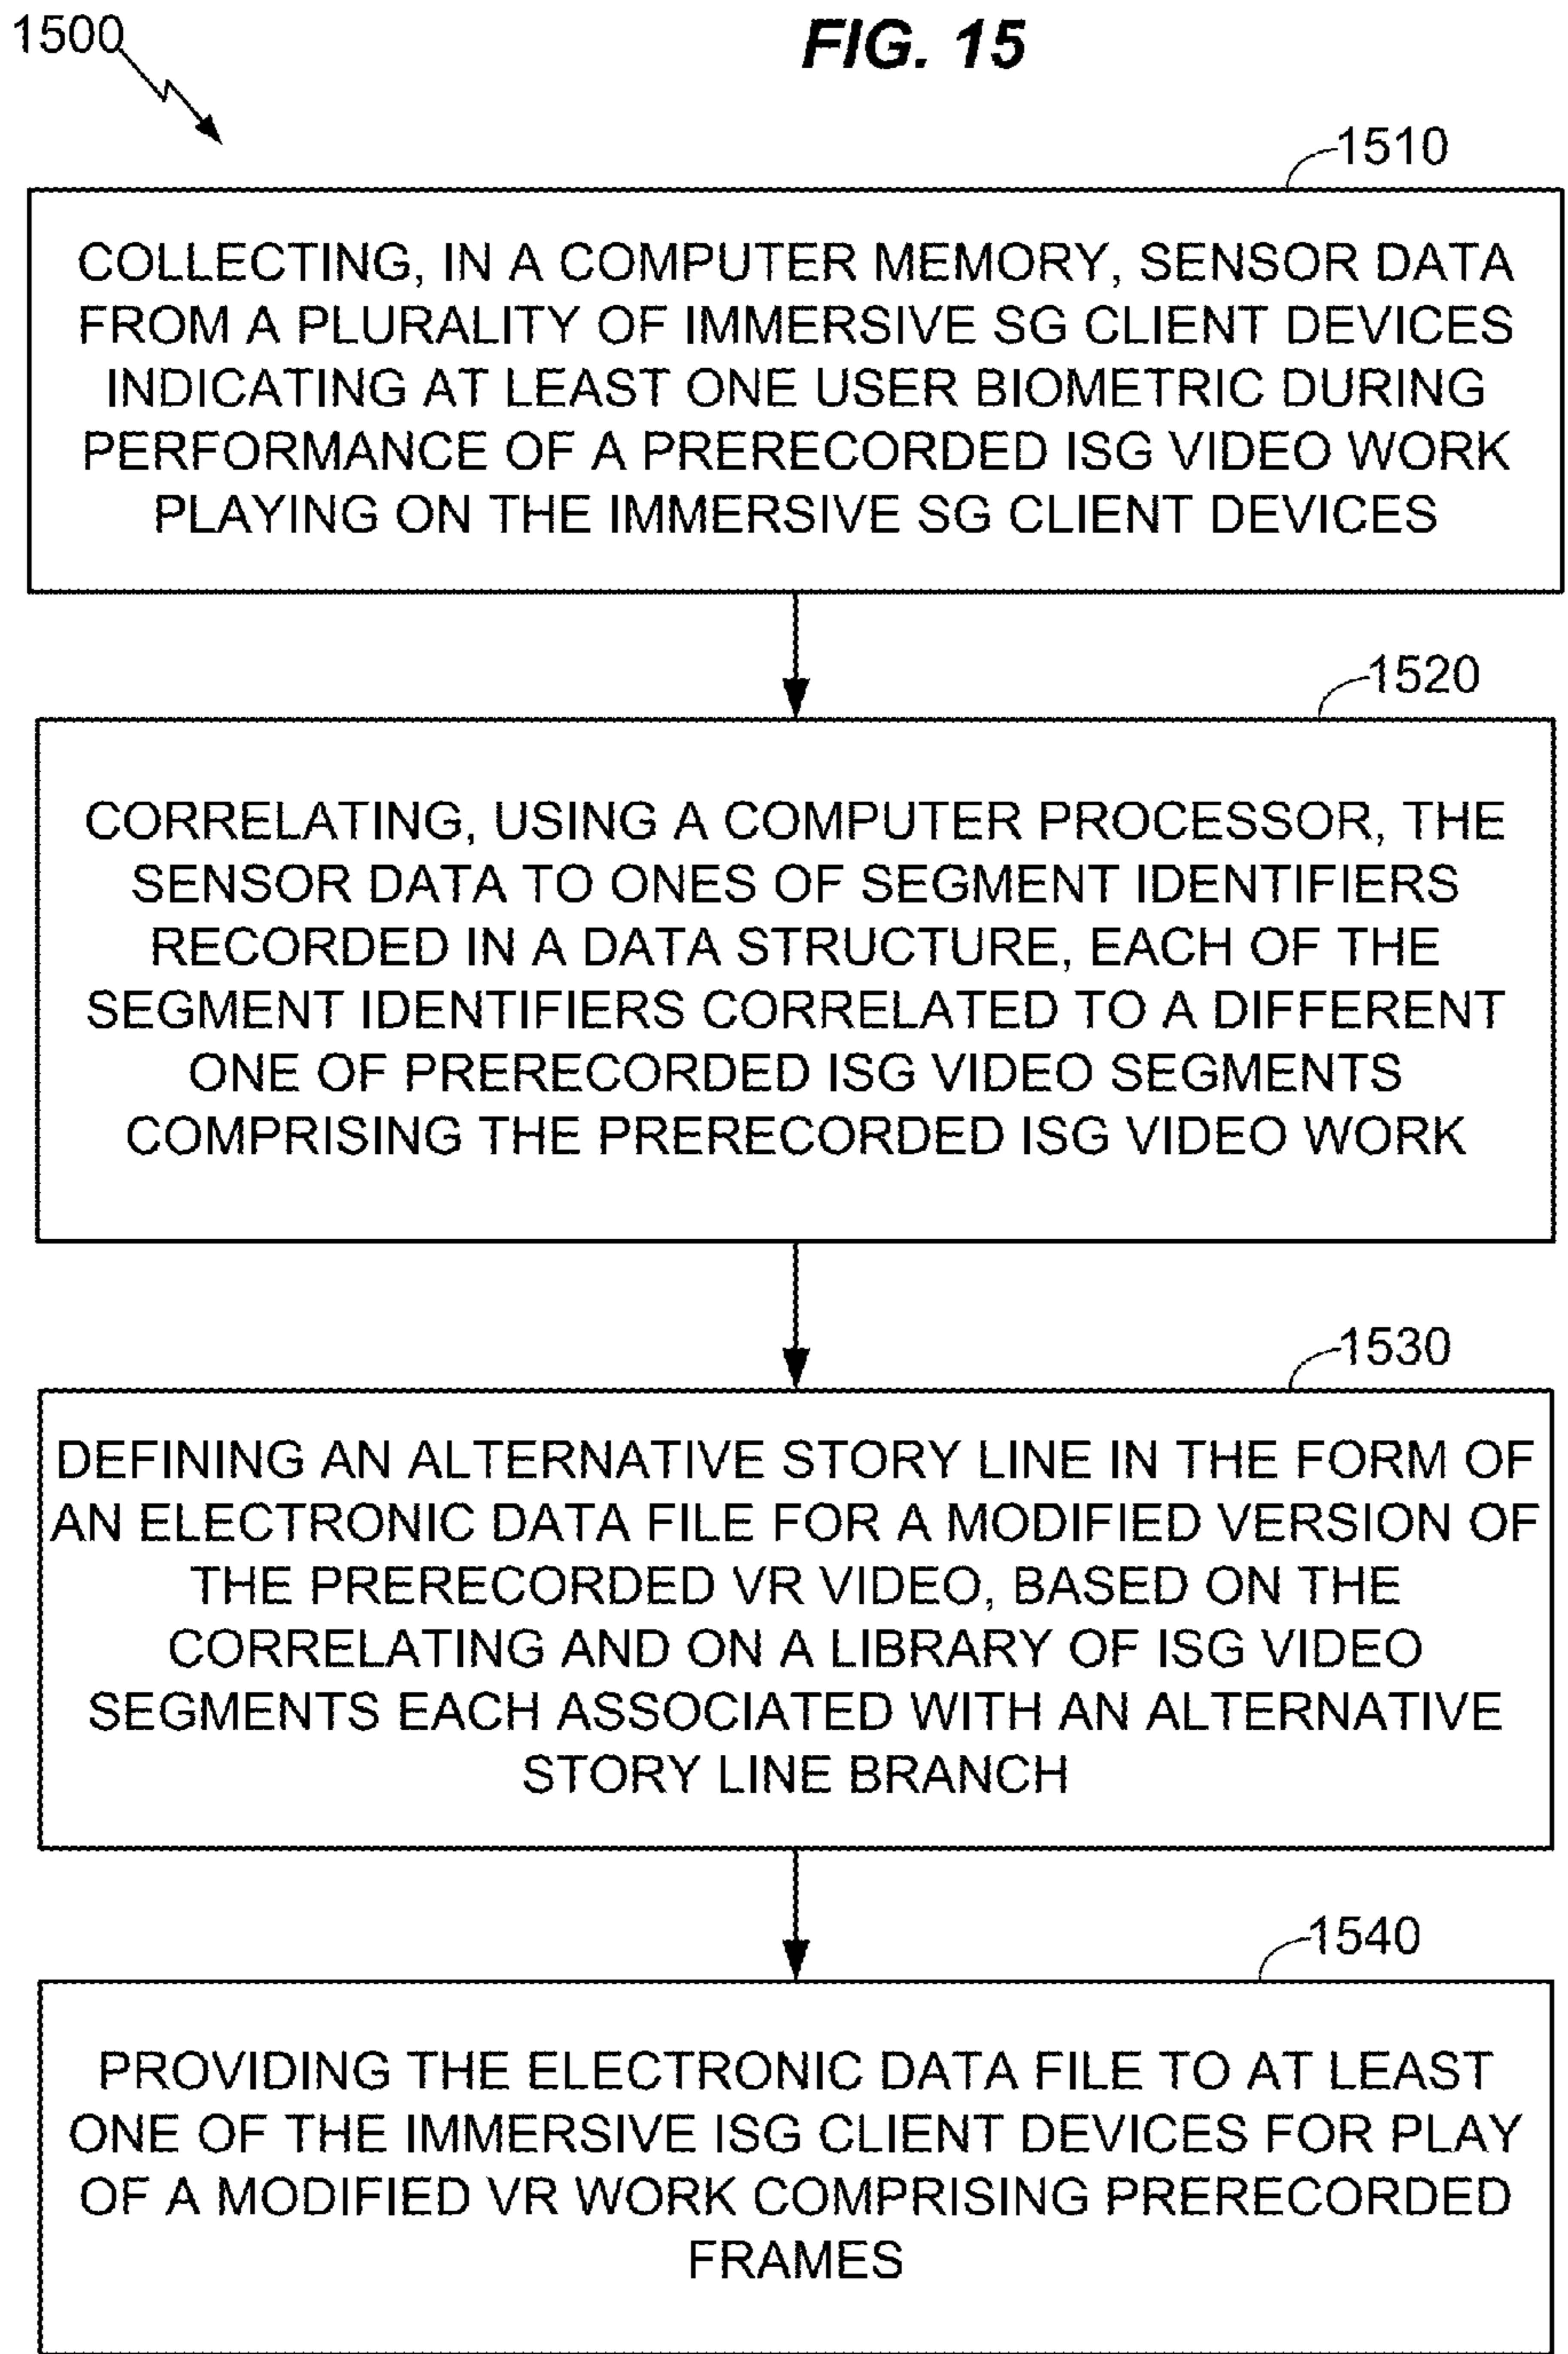 1500
FIG. 15
1510
COLLECTING, IN A COMPUTER MEMORY, SENSOR DATA
FROM A PLURALITY OF IMMERSIVE SG CLIENT DEVICES
INDICATING AT LEAST ONE USER BIOMETRIC DURING
PERFORMANCE OF A PRERECORDED ISG VIDEO WORK
PLAYING ON THE IMMERSIVE SG CLIENT DEVICES
1520
CORRELATING, USING A COMPUTER PROCESSOR, THE
SENSOR DATA TO ONES OF SEGMENT IDENTIFIERS
RECORDED IN A DATA STRUCTURE, EACH OF THE
SEGMENT IDENTIFIERS CORRELATED TO A DIFFERENT
ONE OF PRERECORDED ISG VIDEO SEGMENTS
COMPRISING THE PRERECORDED ISG VIDEO WORK
1530
DEFINING AN ALTERNATIVE STORY LINE IN THE FORM OF
AN ELECTRONIC DATA FILE FOR A MODIFIED VERSION OF
THE PRERECORDED VR VIDEO, BASED ON THE
CORRELATING AND ON A LIBRARY OF ISG VIDEO
SEGMENTS EACH ASSOCIATED WITH AN ALTERNATIVE
STORY LINE BRANCH
1540
PROVIDING THE ELECTRONIC DATA FILE TO AT LEAST
ONE OF THE IMMERSIVE ISG CLIENT DEVICES FOR PLAY
OF A MODIFIED VR WORK COMPRISING PRERECORDED
FRAMES